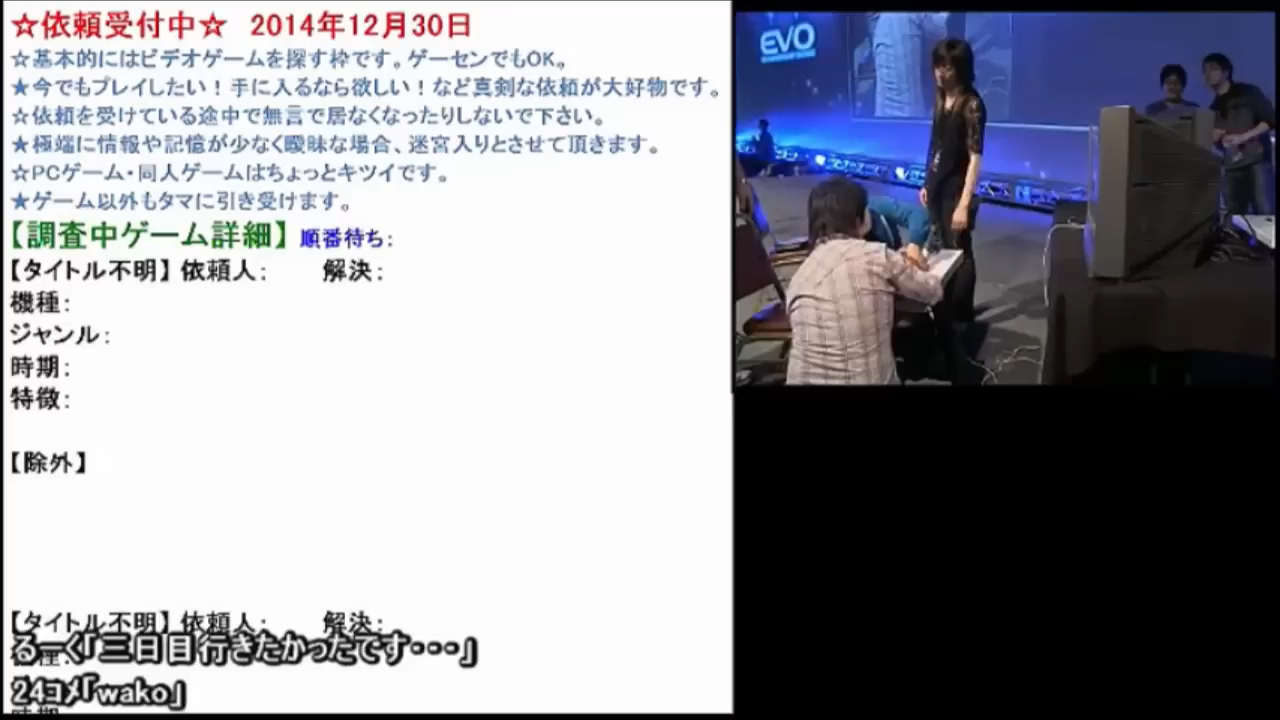 ☆依頼受付中☆ 2014年12月30日
☆基本的にはビデオゲームを探す枠です。ゲーセンでもOK。
★今でもプレイしたい！手に入るなら欲しい！など真剣な依頼が大好物です。
☆依頼を受けている途中で無言で居なくなったりしないで下さい。
★極端に情報や記憶が少なく曖昧な場合、迷宮入りとさせて頂きます。
☆PCゲーム・同人ゲームはちょっとキツイです。
★ゲーム以外もタマに引き受けます。
【調査中ゲーム詳細】 順番待ち：
【タイトル不明】 依頼人： 解決：
機種：
ジャンル：
時期：
特徴：
【除外】
【タイトル不明】 依頼人： 解決：
るーく「三日目行きたかったです・・・」
24ｺﾒ「wako」
EVO